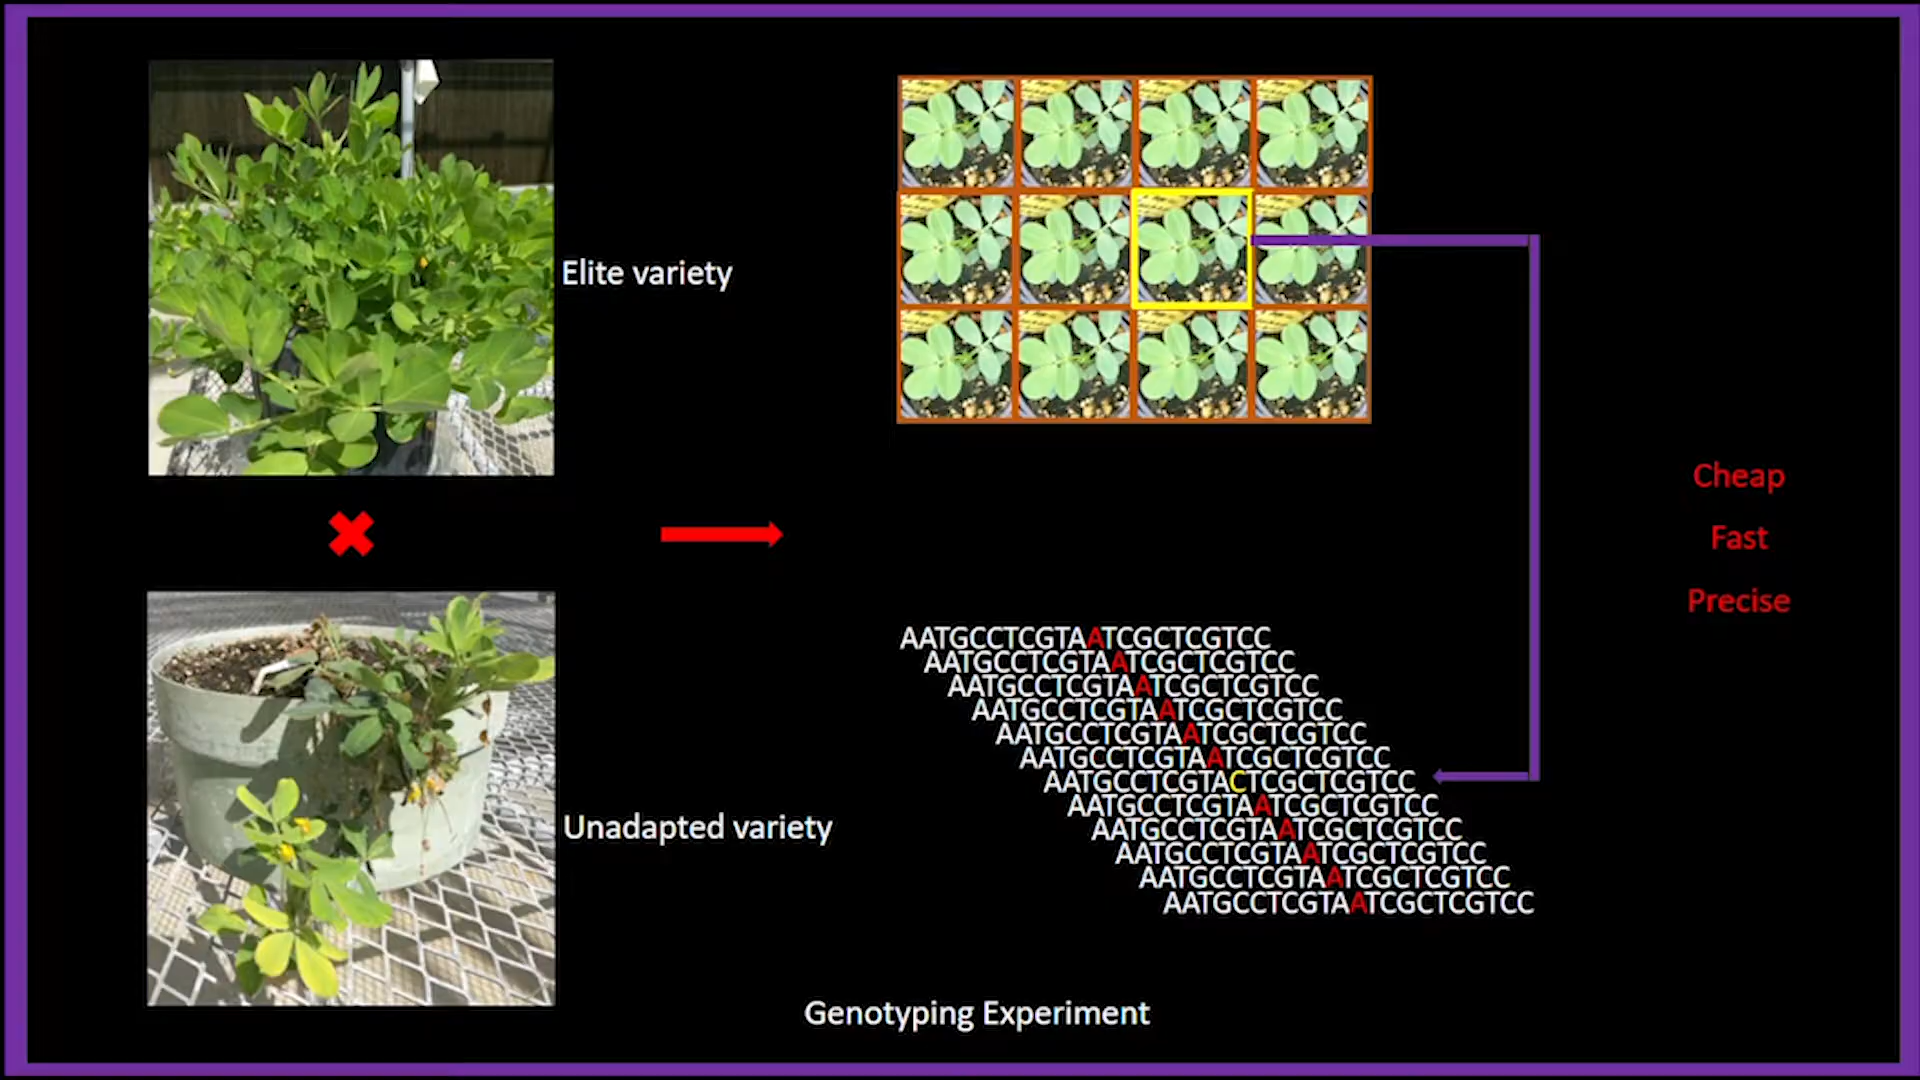 Elite variety
Unadapted variety
AATGCCTCGTAATCGCTCGTCC
AATGCCTCGTAATCGCTCGTCC
AATGCCTCGTAATCGCTCGTCC
AATGCCTCGTAATCGCTCGTCC
AATGCCTCGTAATCGCTCGTCC
AATGCCTCGTAATCGCTCGTCC
AATGCCTCGTACTCGCTCGTCC
AATGCCTCGTAATCGCTCGTCC
AATGCCTCGTAATCGCTCGTCC
AATGCCTCGTAATCGCTCGTCC
AATGCCTCGTAATCGCTCGTCC
AATGCCTCGTAATCGCTCGTCC
Cheap
Fast
Precise
Genotyping Experiment